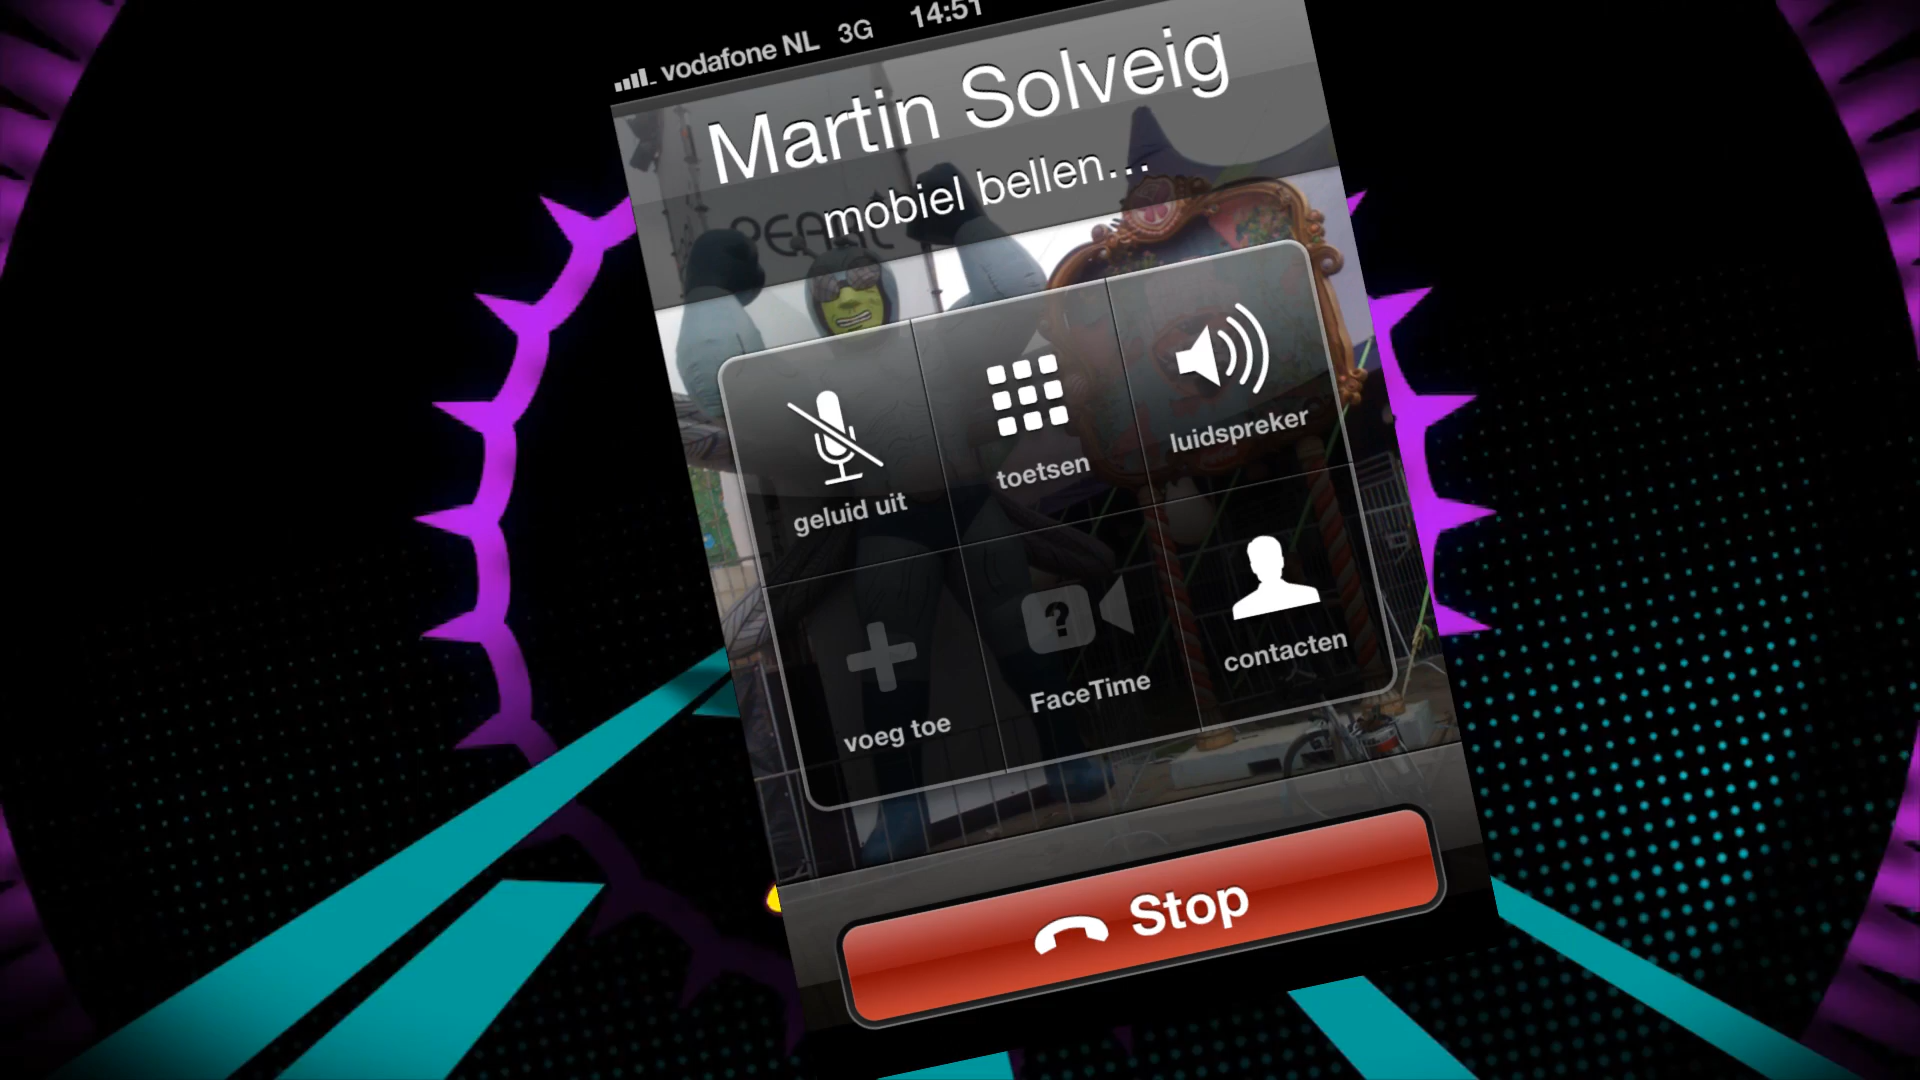 vodafone NL 3G 14:51
Martin Solveig
mobiel bellen...
geluid uit
toetsen
luidspreker
voeg toe
?
FaceTime
contacten
Stop